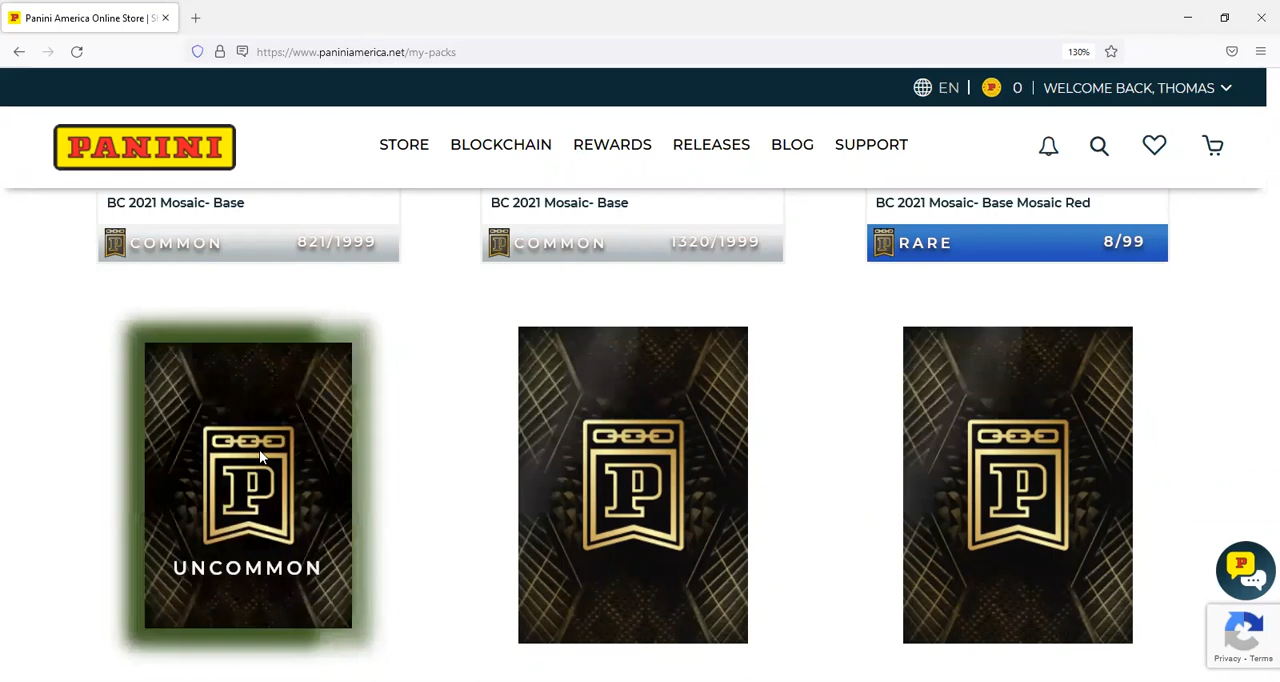 Panini America Online Store | S
https://www.paniniamerica.net/my-packs
130%
EN
P
0
WELCOME BACK, THOMAS
PANINI
STORE
BLOCKCHAIN
REWARDS
RELEASES
BLOG
SUPPORT
BC 2021 Mosaic- Base
BC 2021 Mosaic- Base
BC 2021 Mosaic- Base Mosaic Red
P
COMMON
821/1999
P
COMMON
1320/1999
P
RARE
8/99
P
P
P
UNCOMMON
P
Privacy - Terms